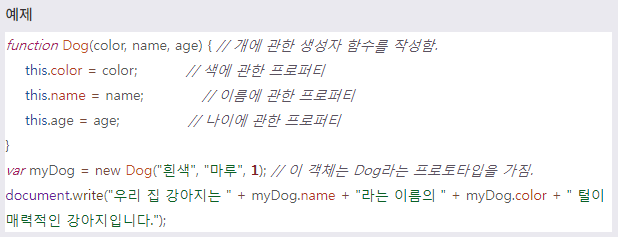 예제
function Dog(color, name, age) { // 개에 관한 생성자 함수를 작성함.
this.color = color; // 색에 관한 프로퍼티
this.name = name; // 이름에 관한 프로퍼티
this.age = age; // 나이에 관한 프로퍼티
}
var myDog = new Dog("흰색", "마루", 1); // 이 객체는 Dog라는 프로토타입을 가짐.
document.write("우리 집 강아지는 " + myDog.name + "라는 이름의 " + myDog.color + " 털이
매력적인 강아지입니다.");